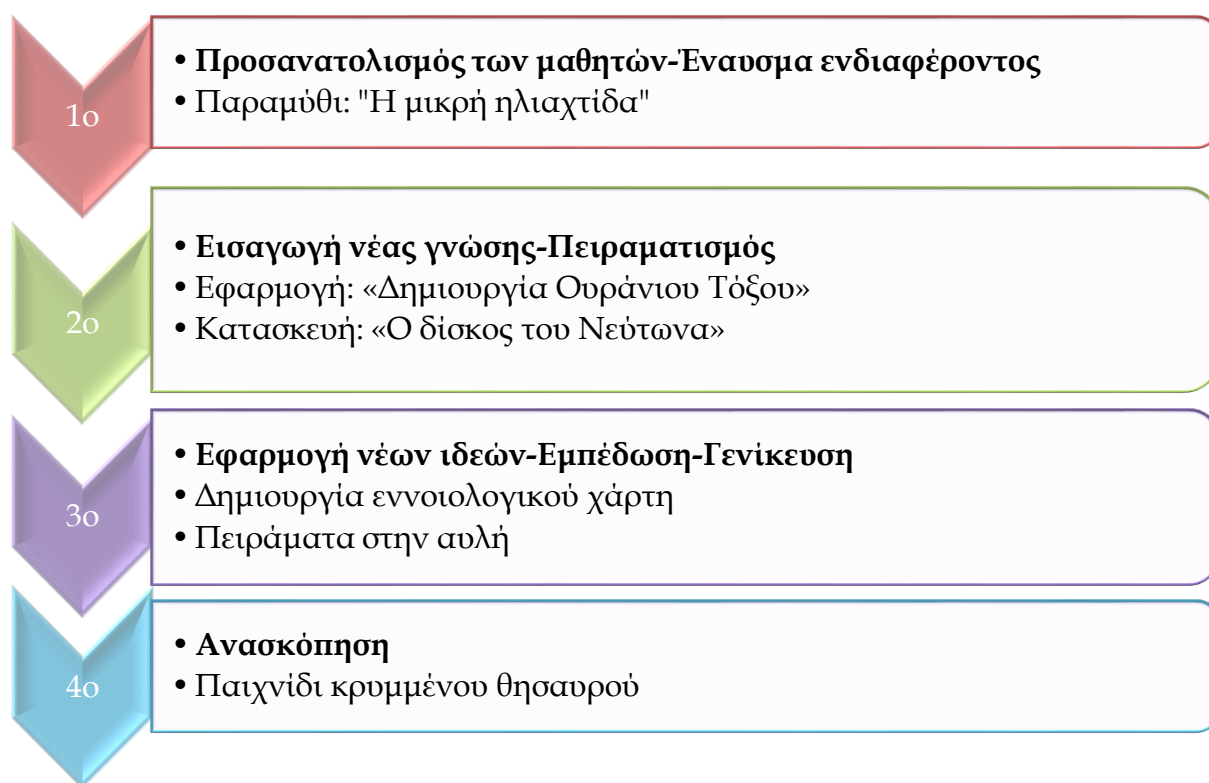 1ο
• Προσανατολισμός των μαθητών-Έναυσμα ενδιαφέροντος
• Παραμύθι: "Η μικρή ηλιαχτίδα"
2ο
• Εισαγωγή νέας γνώσης-Πειραματισμός
• Εφαρμογή: «Δημιουργία Ουράνιου Τόξου»
• Κατασκευή: «Ο δίσκος του Νεύτωνα»
3ο
• Εφαρμογή νέων ιδεών-Εμπέδωση-Γενίκευση
• Δημιουργία εννοιολογικού χάρτη
• Πειράματα στην αυλή
4ο
• Ανασκόπηση
• Παιχνίδι κρυμμένου θησαυρού